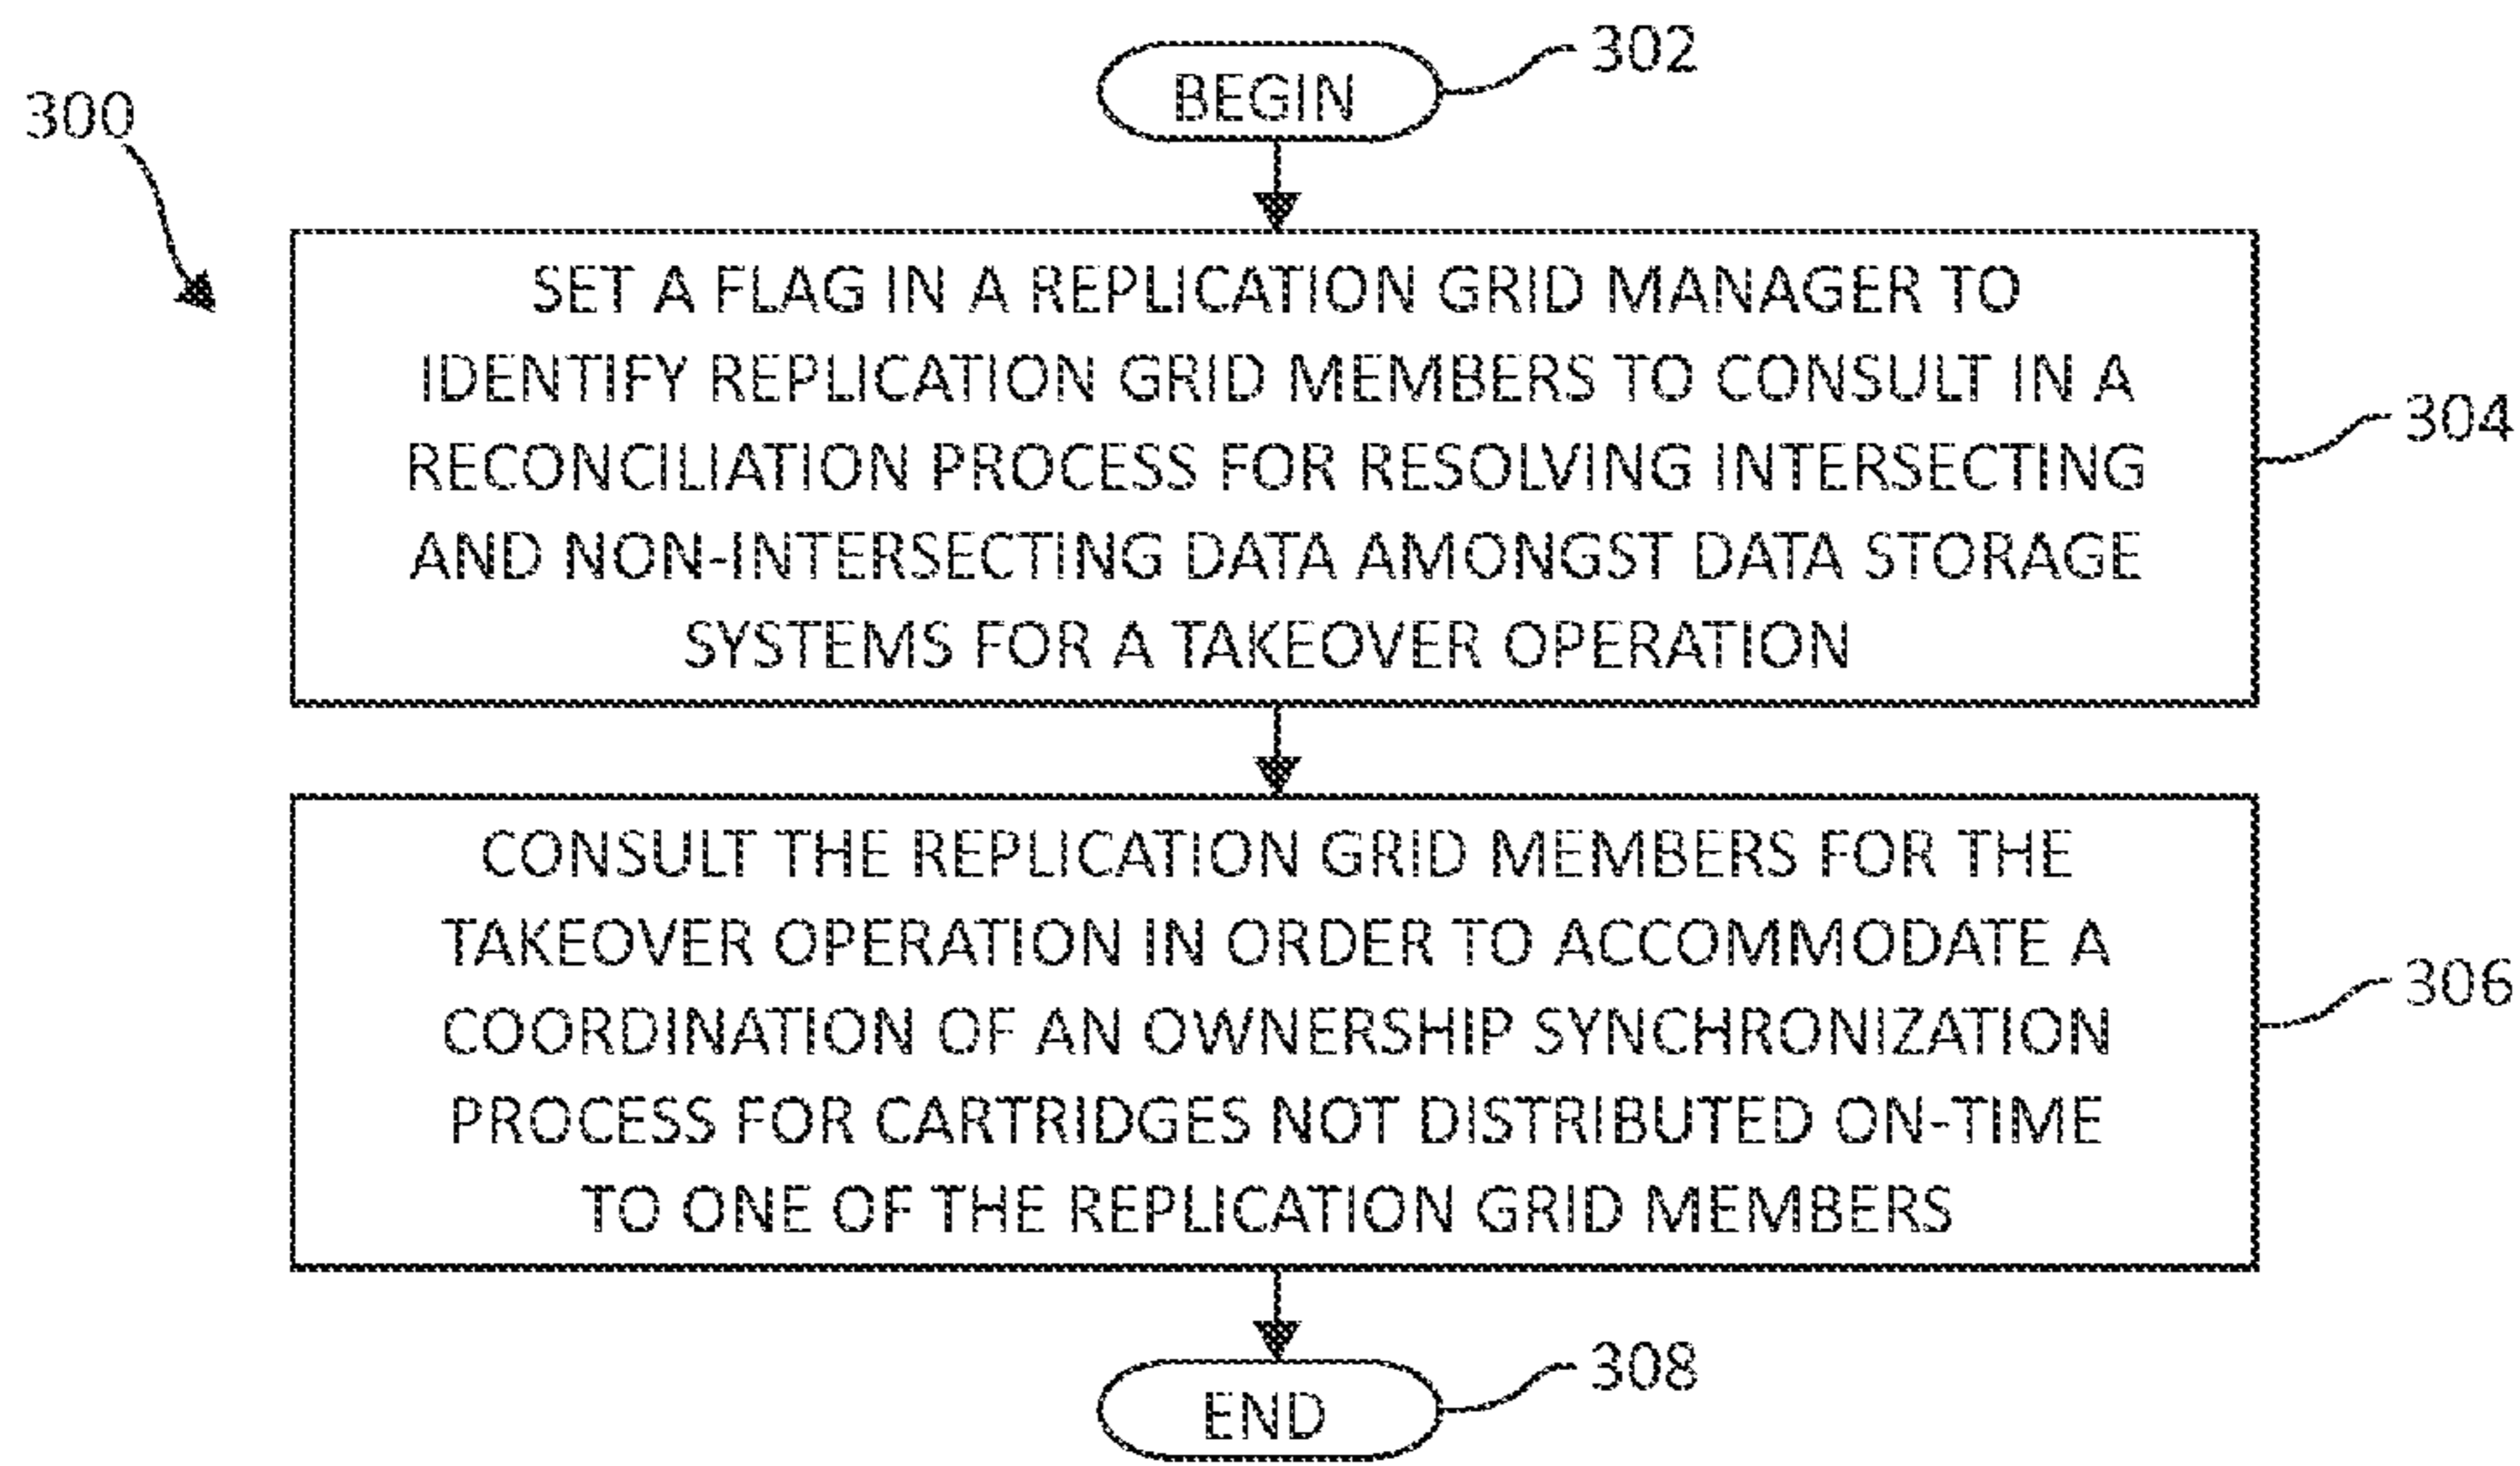 302
BEGIN
300
SET A FLAG IN A REPLICATION GRID MANAGER TO
IDENTIFY REPLICATION GRID MEMBERS TO CONSULT IN A
RECONCILIATION PROCESS FOR RESOLVING INTERSECTING
AND NON-INTERSECTING DATA AMONGST DATA STORAGE
SYSTEMS FOR A TAKEOVER OPERATION
304
CONSULT THE REPLICATION GRID MEMBERS FOR THE
TAKEOVER OPERATION IN ORDER TO ACCOMMODATE A
COORDINATION OF AN OWNERSHIP SYNCHRONIZATION
PROCESS FOR CARTRIDGES NOT DISTRIBUTED ON-TIME
TO ONE OF THE REPLICATION GRID MEMBERS
306
308
END